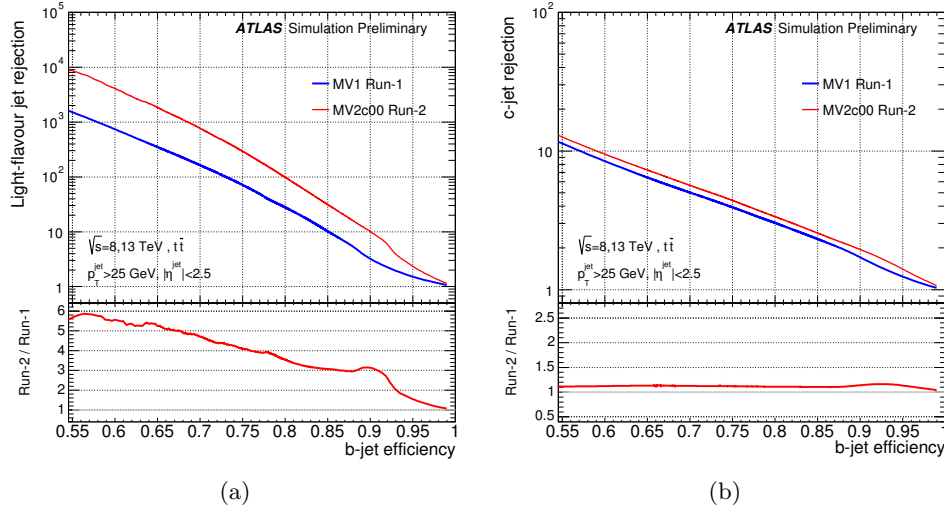 ATLAS Simulation Preliminary
Light-flavour jet rejection
10^5
10^4
10^3
10^2
10
1
MV1 Run-1
MV2c00 Run-2
√s=8,13 TeV , t t̄
p_T^jet>25 GeV, |η^jet|<2.5
Run-2 / Run-1
6
5
4
3
2
1
0.55 0.6 0.65 0.7 0.75 0.8 0.85 0.9 0.95 1
b-jet efficiency
(a)
ATLAS Simulation Preliminary
c-jet rejection
10^2
10
1
MV1 Run-1
MV2c00 Run-2
√s=8,13 TeV , t t̄
p_T^jet>25 GeV, |η^jet|<2.5
Run-2 / Run-1
2.5
2
1.5
1
0.5
0.55 0.6 0.65 0.7 0.75 0.8 0.85 0.9 0.95 1
b-jet efficiency
(b)